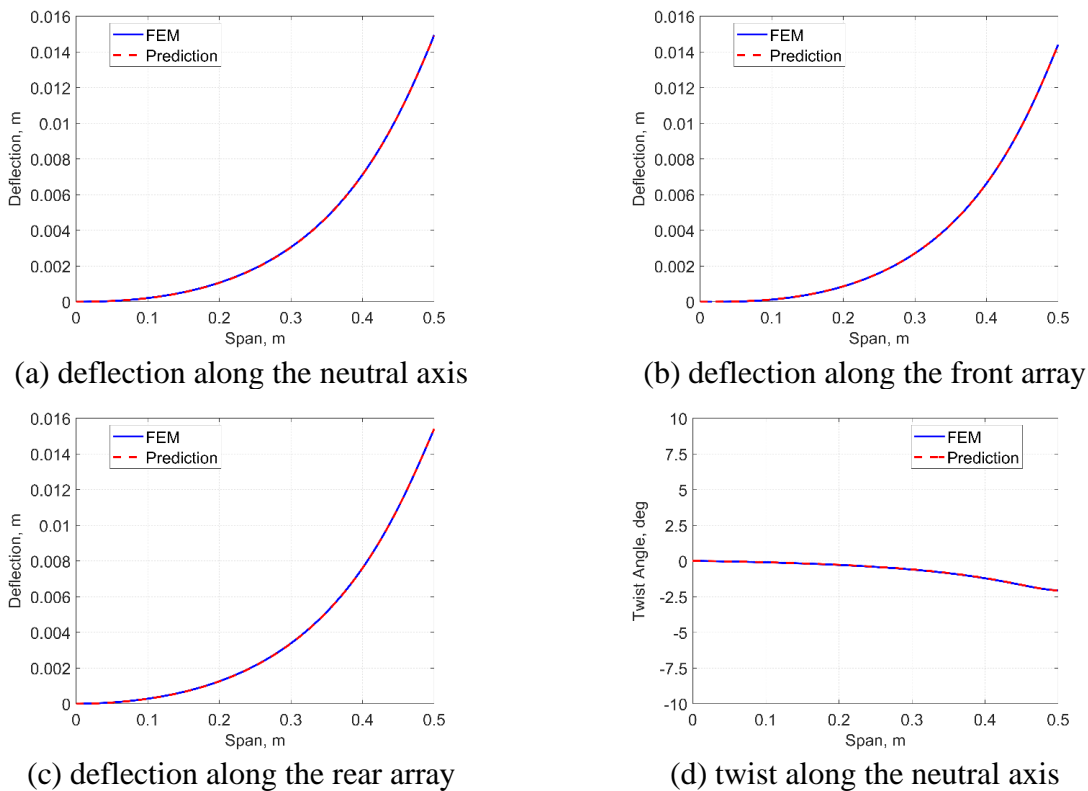 0.016
0.014
0.012
0.01
0.008
0.006
0.004
0.002
0
Deflection, m
FEM
Prediction
0 0.1 0.2 0.3 0.4 0.5
Span, m
(a) deflection along the neutral axis
0.016
0.014
0.012
0.01
0.008
0.006
0.004
0.002
0
Deflection, m
FEM
Prediction
0 0.1 0.2 0.3 0.4 0.5
Span, m
(b) deflection along the front array
0.016
0.014
0.012
0.01
0.008
0.006
0.004
0.002
0
Deflection, m
FEM
Prediction
0 0.1 0.2 0.3 0.4 0.5
Span, m
(c) deflection along the rear array
10
7.5
5
2.5
0
-2.5
-5
-7.5
-10
Twist Angle, deg
FEM
Prediction
0 0.1 0.2 0.3 0.4 0.5
Span, m
(d) twist along the neutral axis